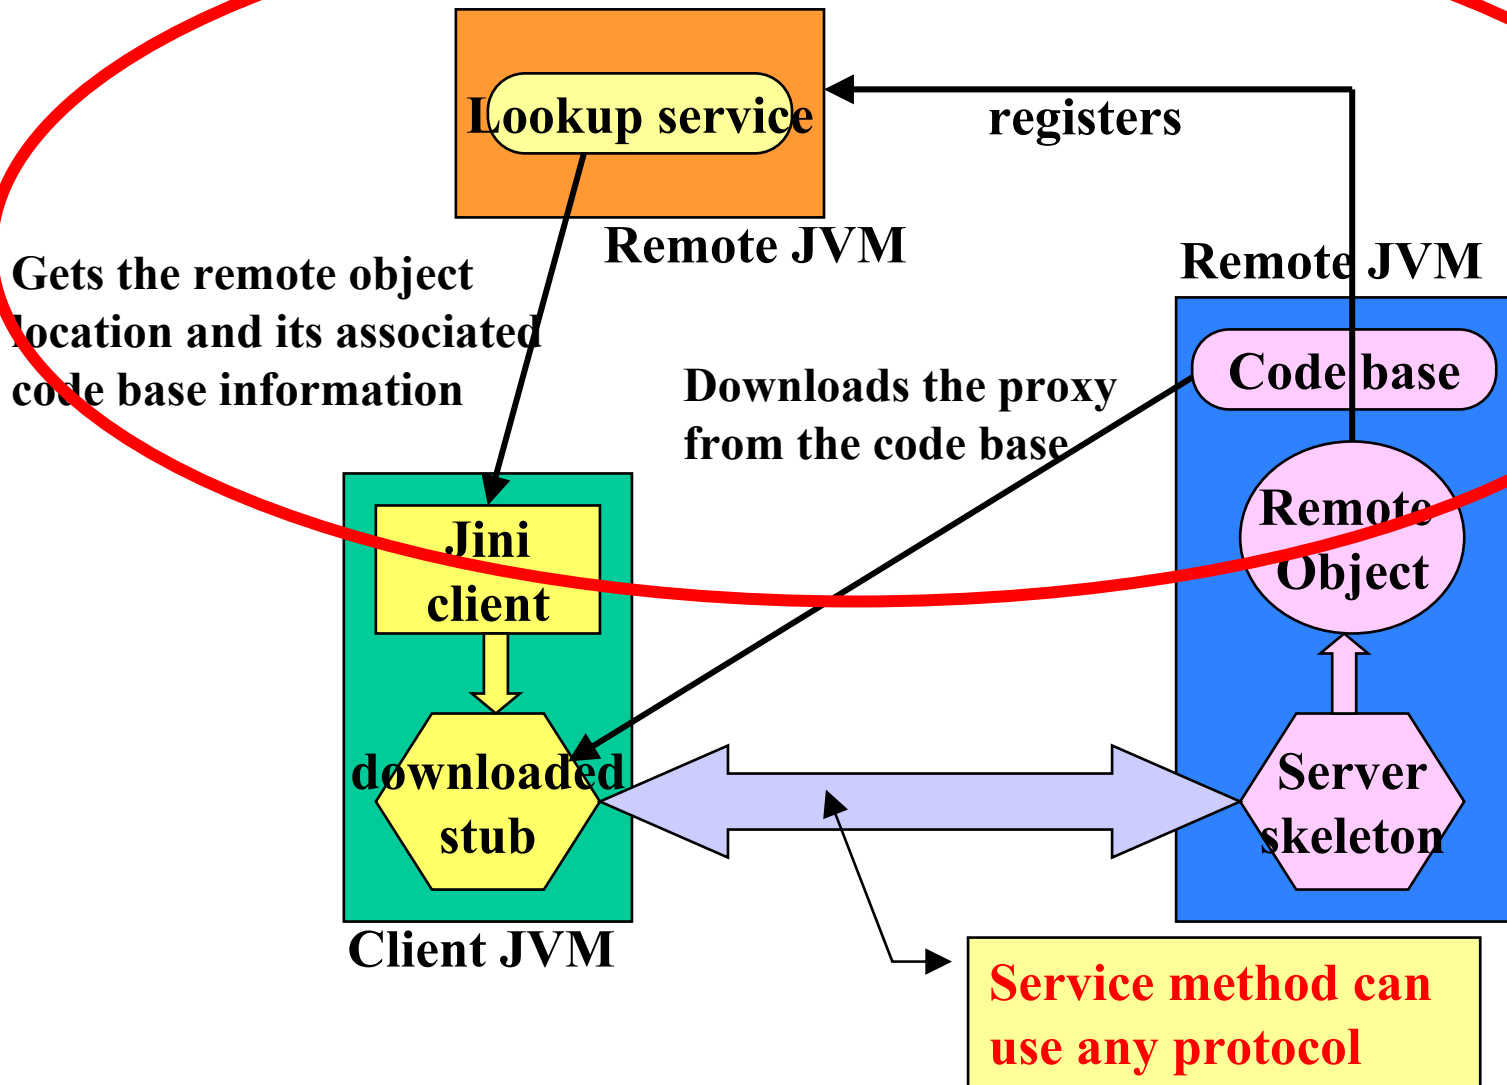 Lookup service
registers
Remote JVM
Remote JVM
Gets the remote object
location and its associated
code base information
Code base
Downloads the proxy
from the code base
Remote
Object
Jini
client
downloaded
stub
Server
skeleton
Client JVM
Service method can
use any protocol